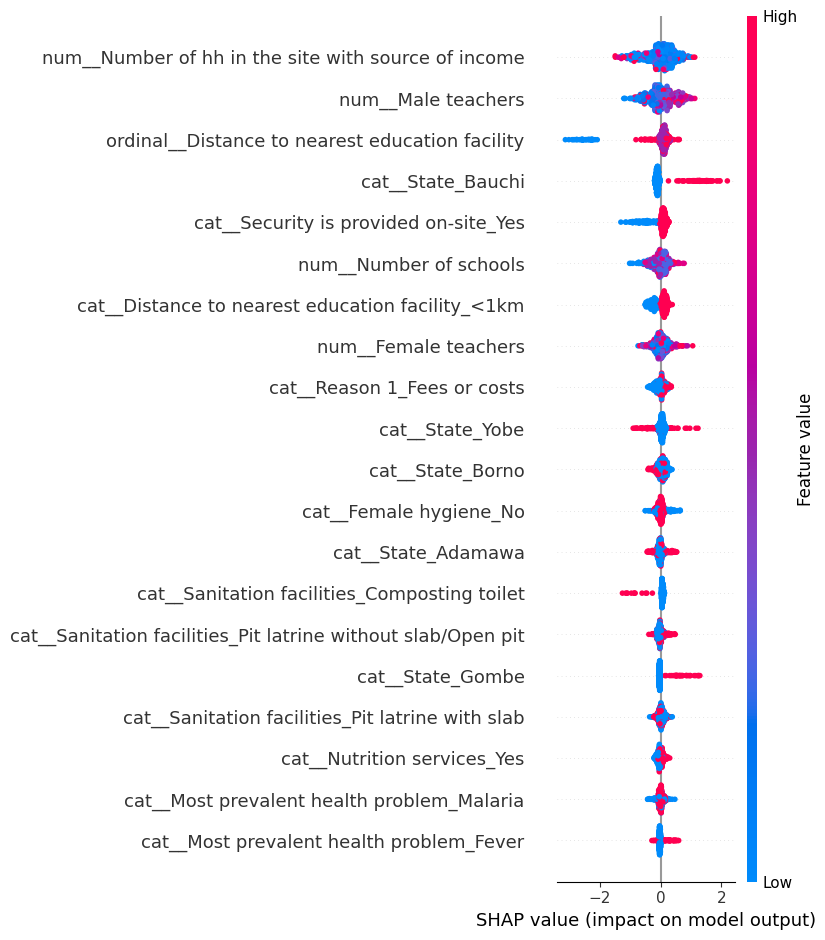 High
num__Number of hh in the site with source of income
num__Male teachers
ordinal__Distance to nearest education facility
cat__State_Bauchi
cat__Security is provided on-site_Yes
num__Number of schools
cat__Distance to nearest education facility_<1km
num__Female teachers
cat__Reason 1_Fees or costs
cat__State_Yobe
Feature value
cat__State_Borno
cat__Female hygiene_No
cat__State_Adamawa
cat__Sanitation facilities_Composting toilet
cat__Sanitation facilities_Pit latrine without slab/Open pit
cat__State_Gombe
cat__Sanitation facilities_Pit latrine with slab
cat__Nutrition services_Yes
cat__Most prevalent health problem_Malaria
cat__Most prevalent health problem_Fever
Low
−2 0 2
SHAP value (impact on model output)